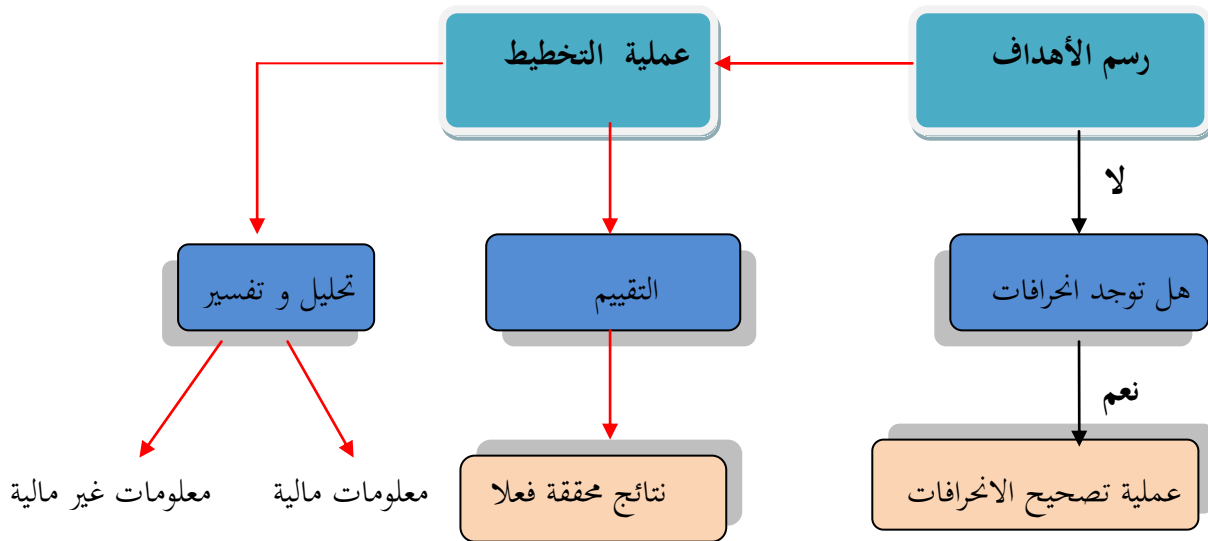 رسم الأهداف
عملية التخطيط
لا
هل توجد انحرافات
التقييم
تحليل و تفسير
نعم
عملية تصحيح الانحرافات
نتائج محققة فعلا
معلومات مالية
معلومات غير مالية